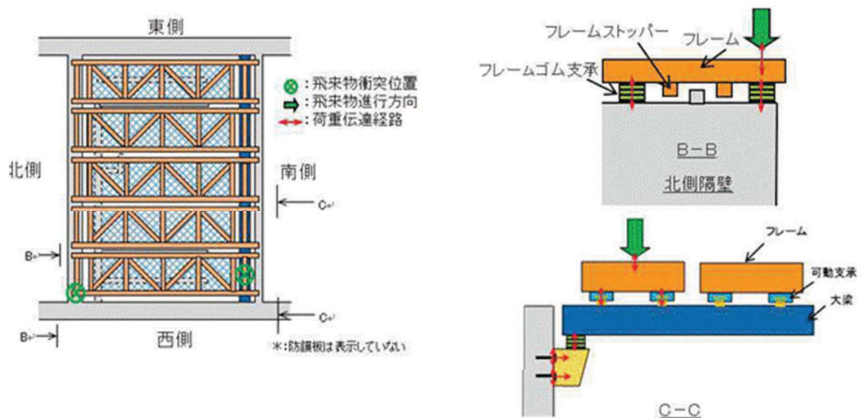 東側
北側
南側
西側
B
B
C
C
*:防護板は表示していない
:飛来物衝突位置
:飛来物進行方向
:荷重伝達経路
フレームストッパー
フレーム
フレームゴム支承
B-B
北側隔壁
フレーム
可動支承
大梁
C-C